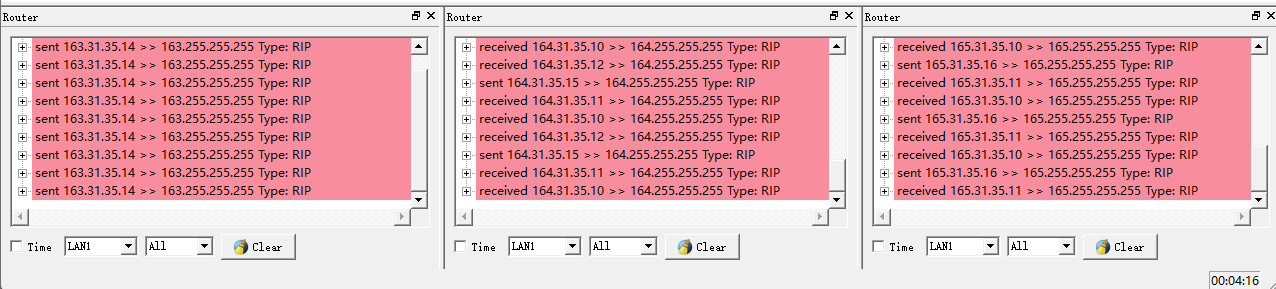 Router
sent 163.31.35.14 >> 163.255.255.255 Type: RIP
sent 163.31.35.14 >> 163.255.255.255 Type: RIP
sent 163.31.35.14 >> 163.255.255.255 Type: RIP
sent 163.31.35.14 >> 163.255.255.255 Type: RIP
sent 163.31.35.14 >> 163.255.255.255 Type: RIP
sent 163.31.35.14 >> 163.255.255.255 Type: RIP
sent 163.31.35.14 >> 163.255.255.255 Type: RIP
sent 163.31.35.14 >> 163.255.255.255 Type: RIP
sent 163.31.35.14 >> 163.255.255.255 Type: RIP
Time LAN1 All Clear
Router
received 164.31.35.10 >> 164.255.255.255 Type: RIP
received 164.31.35.12 >> 164.255.255.255 Type: RIP
sent 164.31.35.15 >> 164.255.255.255 Type: RIP
received 164.31.35.11 >> 164.255.255.255 Type: RIP
received 164.31.35.10 >> 164.255.255.255 Type: RIP
received 164.31.35.12 >> 164.255.255.255 Type: RIP
sent 164.31.35.15 >> 164.255.255.255 Type: RIP
received 164.31.35.11 >> 164.255.255.255 Type: RIP
received 164.31.35.10 >> 164.255.255.255 Type: RIP
Time LAN1 All Clear
Router
received 165.31.35.10 >> 165.255.255.255 Type: RIP
sent 165.31.35.16 >> 165.255.255.255 Type: RIP
received 165.31.35.11 >> 165.255.255.255 Type: RIP
received 165.31.35.10 >> 165.255.255.255 Type: RIP
sent 165.31.35.16 >> 165.255.255.255 Type: RIP
received 165.31.35.11 >> 165.255.255.255 Type: RIP
received 165.31.35.10 >> 165.255.255.255 Type: RIP
sent 165.31.35.16 >> 165.255.255.255 Type: RIP
received 165.31.35.11 >> 165.255.255.255 Type: RIP
Time LAN1 All Clear
00:04:16